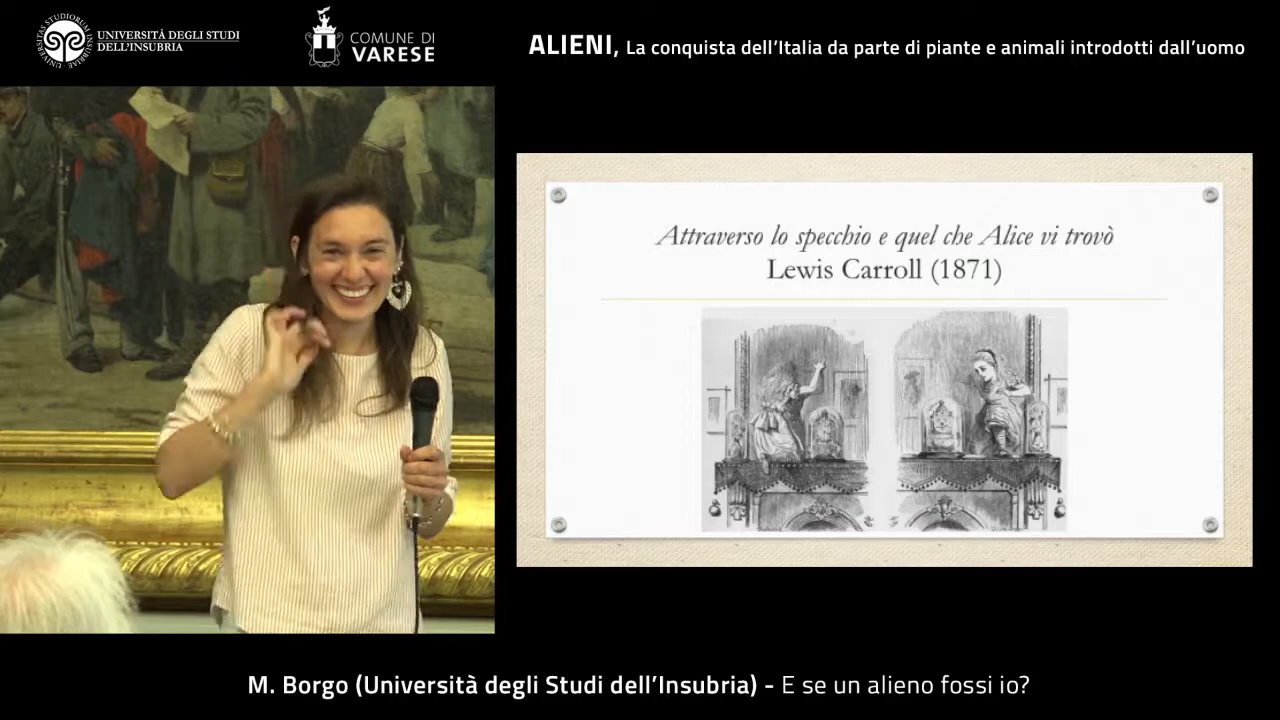 UNIVERSITÀ DEGLI STUDI
DELL'INSUBRIA
COMUNE DI
VARESE
ALIENI, La conquista dell'Italia da parte di piante e animali introdotti dall'uomo
Attraverso lo specchio e quel che Alice vi trovò
Lewis Carroll (1871)
M. Borgo (Università degli Studi dell'Insubria) - E se un alieno fossi io?